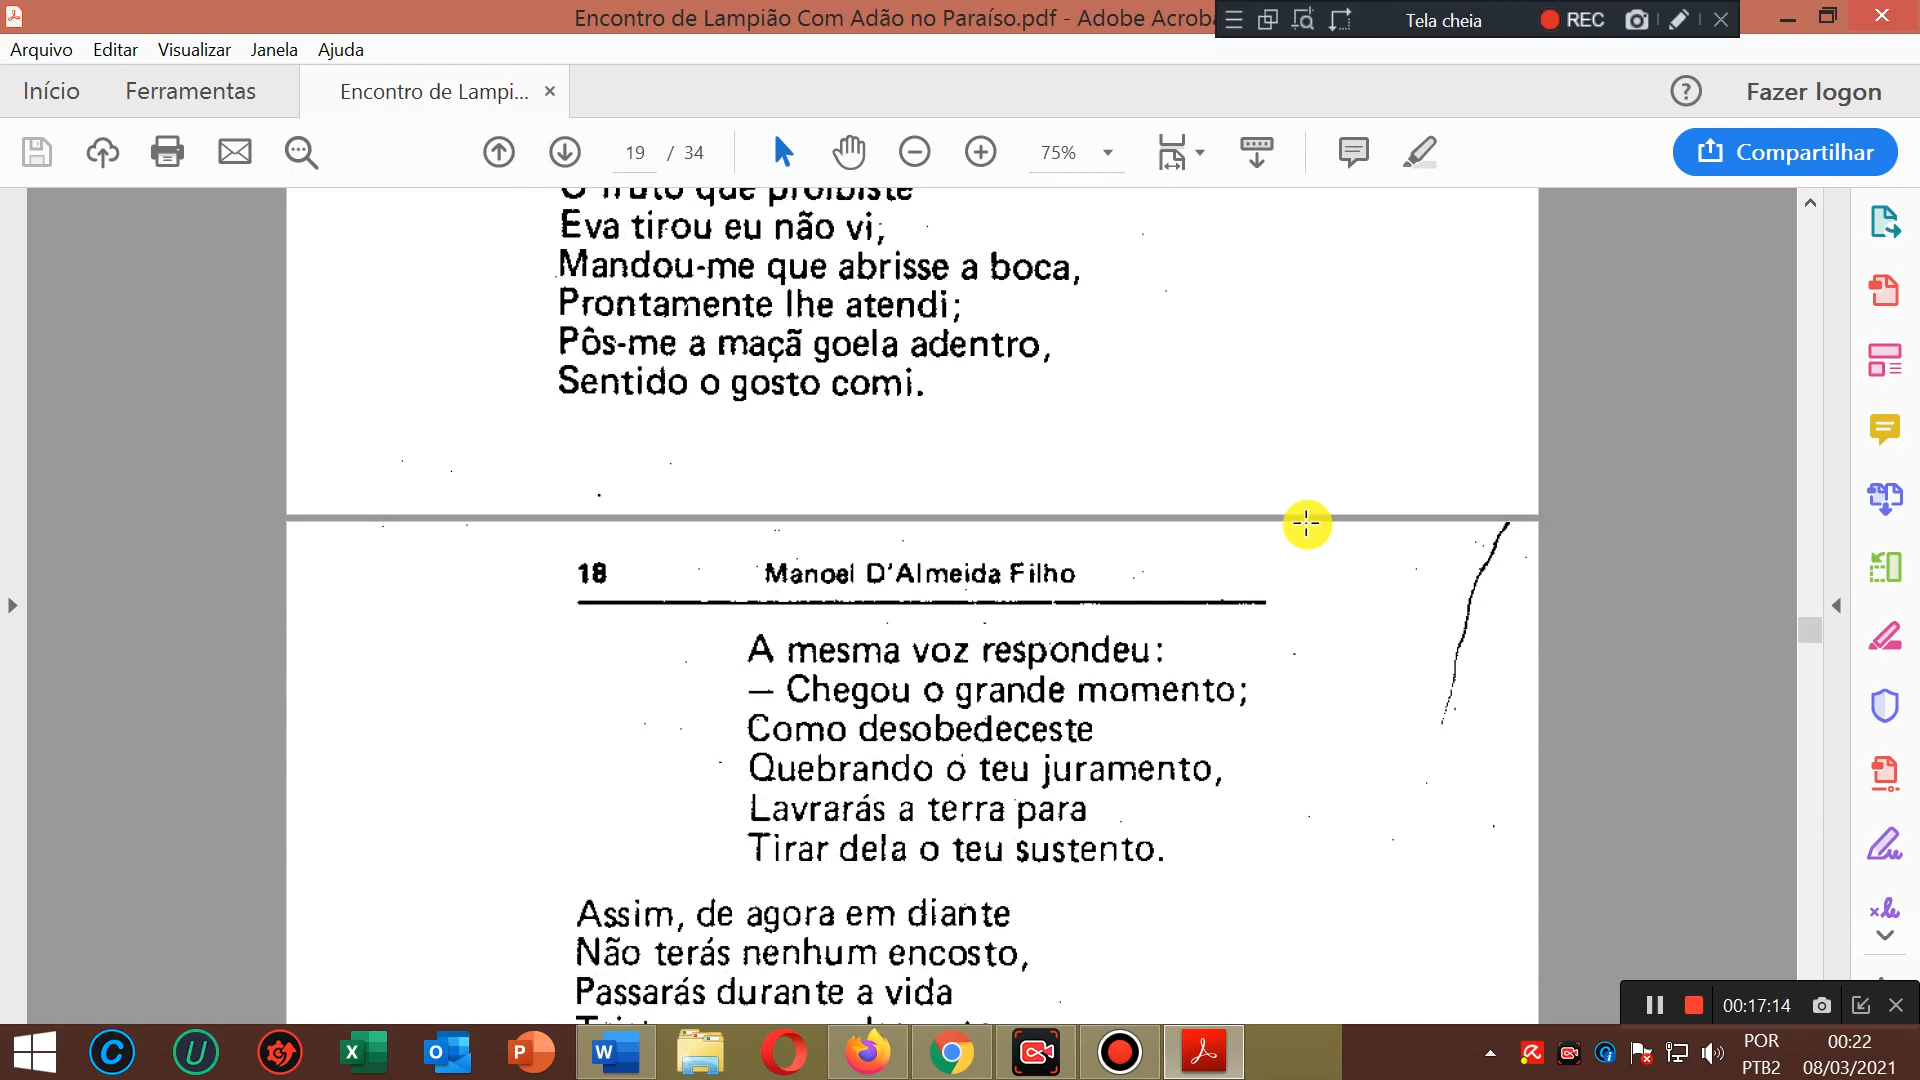 Encontro de Lampião Com Adão no Paraíso.pdf - Adobe Acroba
Tela cheia
REC
Arquivo Editar Visualizar Janela Ajuda
Início Ferramentas Encontro de Lampi... Fazer logon
19 / 34 75% Compartilhar
O fruto que proibiste
Eva tirou eu não vi;
Mandou-me que abrisse a boca,
Prontamente lhe atendi;
Pôs-me a maçã goela adentro,
Sentido o gosto comi.
18 Manoel D'Almeida Filho
A mesma voz respondeu:
— Chegou o grande momento;
Como desobedeceste
Quebrando o teu juramento,
Lavrarás a terra para
Tirar dela o teu sustento.
Assim, de agora em diante
Não terás nenhum encosto,
Passarás durante a vida
00:17:14
POR 00:22
PTB2 08/03/2021